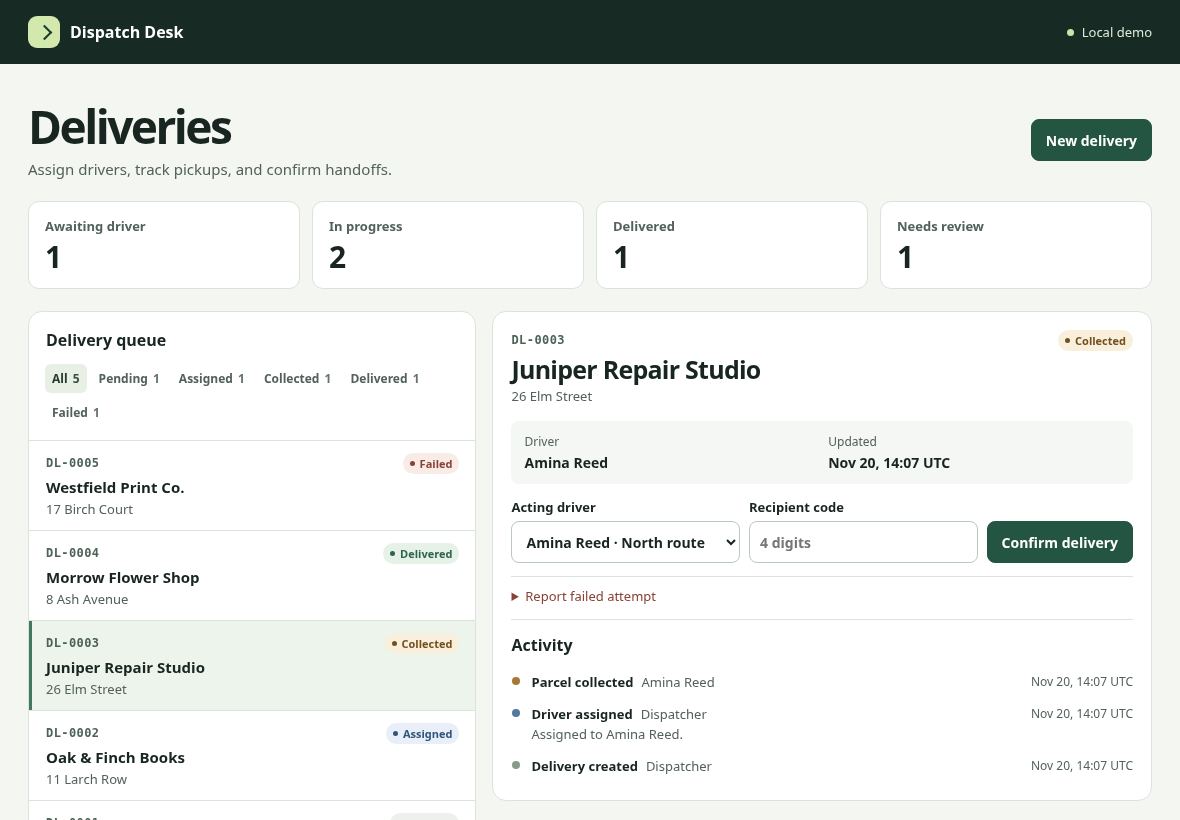 Dispatch Desk
Local demo
Deliveries
Assign drivers, track pickups, and confirm handoffs.
New delivery
Awaiting driver
1
In progress
2
Delivered
1
Needs review
1
Delivery queue
All 5 Pending 1 Assigned 1 Collected 1 Delivered 1
Failed 1
DL-0005 Failed
Westfield Print Co.
17 Birch Court
DL-0004 Delivered
Morrow Flower Shop
8 Ash Avenue
DL-0003 Collected
Juniper Repair Studio
26 Elm Street
DL-0002 Assigned
Oak & Finch Books
11 Larch Row
DL-0003 Collected
Juniper Repair Studio
26 Elm Street
Driver Updated
Amina Reed Nov 20, 14:07 UTC
Acting driver Recipient code
Amina Reed · North route 4 digits Confirm delivery
Report failed attempt
Activity
Parcel collected Amina Reed Nov 20, 14:07 UTC
Driver assigned Dispatcher Nov 20, 14:07 UTC
Assigned to Amina Reed.
Delivery created Dispatcher Nov 20, 14:07 UTC